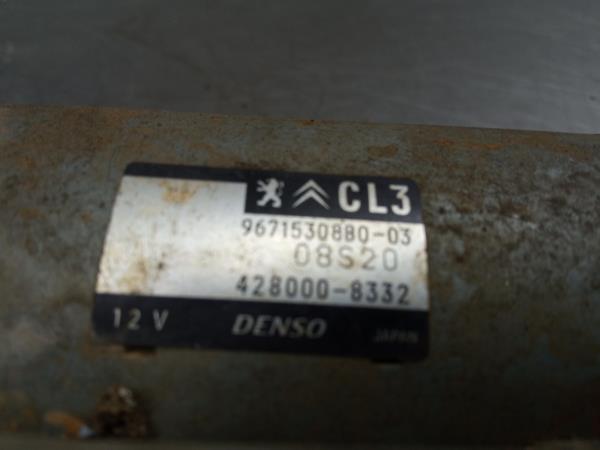 CL3
9671530880-03
08S20
428000-8332
12 V DENSO JAPAN